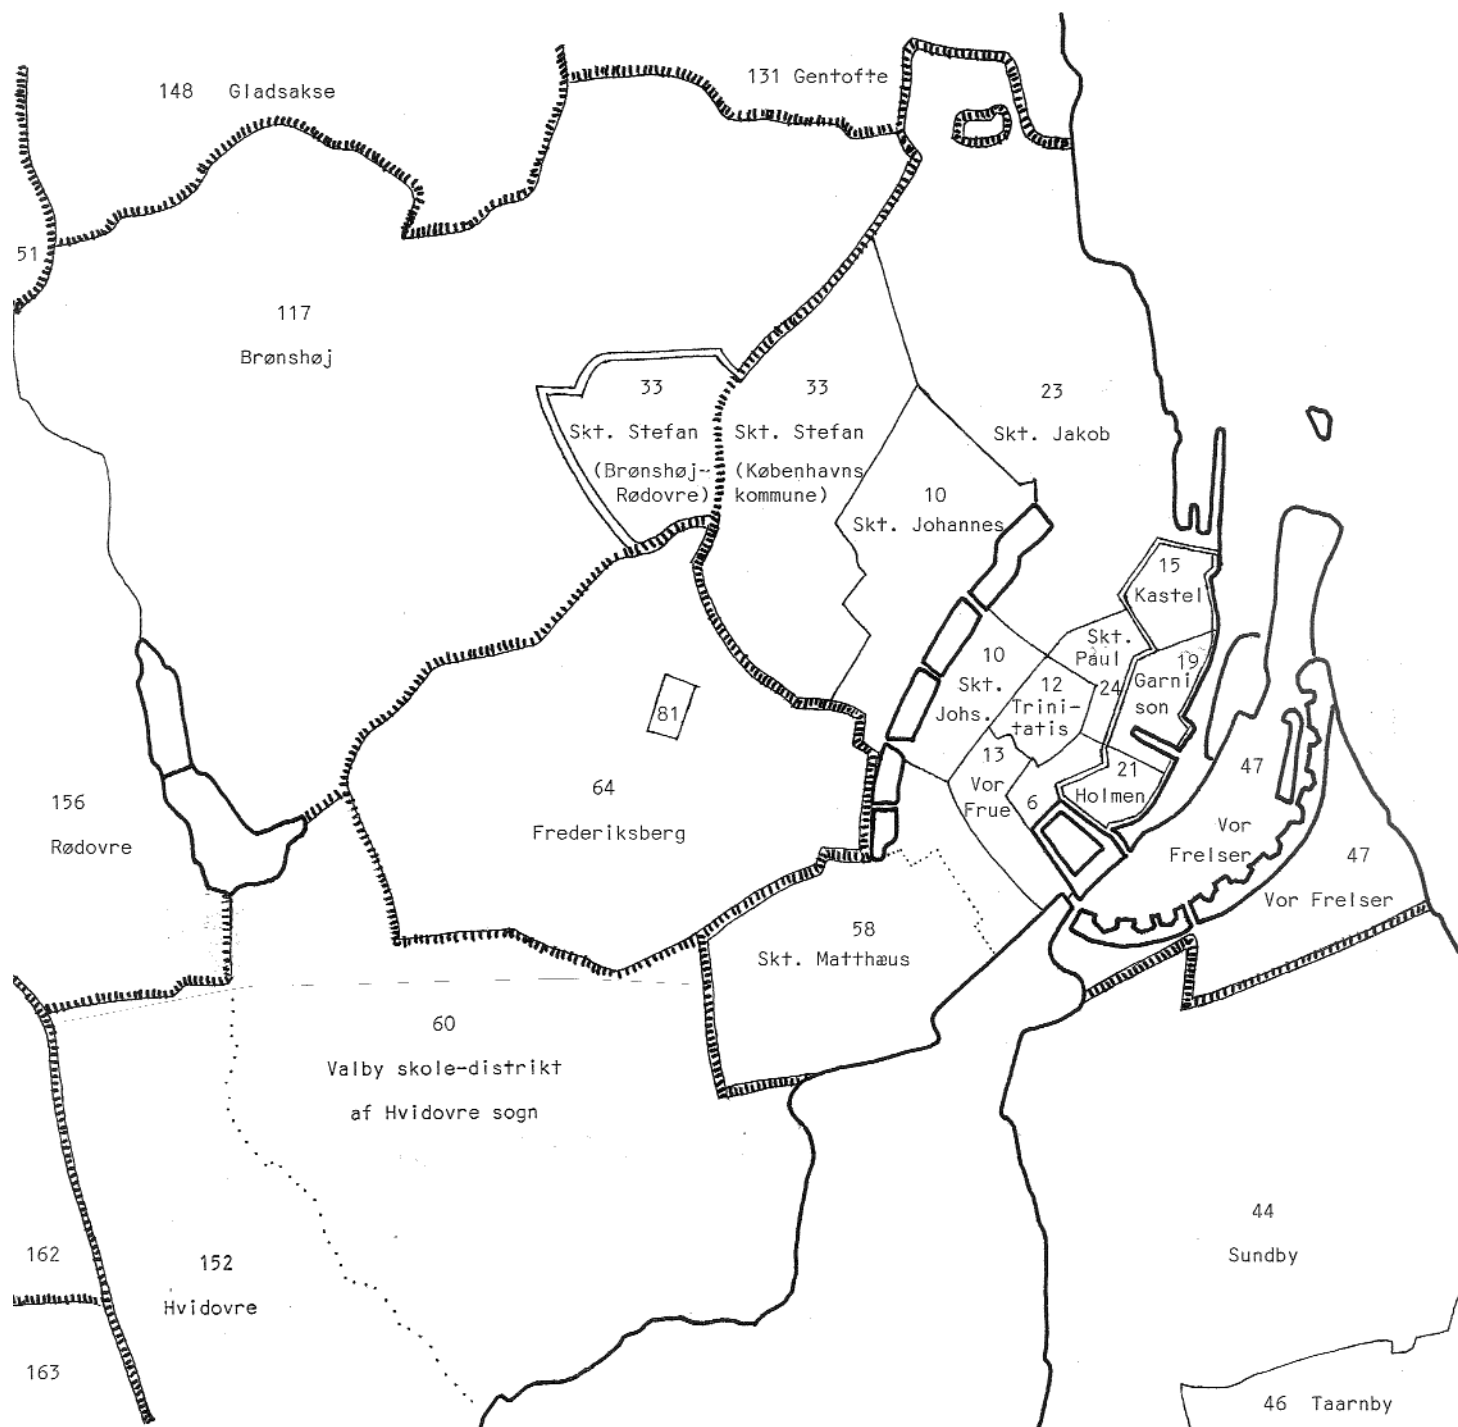 148 Gladsakse
131 Gentofte
51
117
Brønshøj
33
Skt. Stefan
(Brønshøj-
Rødovre)
33
Skt. Stefan
(Københavns
kommune)
23
Skt. Jakob
10
Skt. Johannes
15
Kastel
Skt.
Paul
24
19
Garni
son
10
Skt.
Johs.
12
Trini-
tatis
13
Vor
Frue
6
21
Holmen
47
Vor
Frelser
47
Vor Frelser
81
64
Frederiksberg
156
Rødovre
58
Skt. Matthæus
60
Valby skole-distrikt
af Hvidovre sogn
44
Sundby
162
152
Hvidovre
163
46 Taarnby